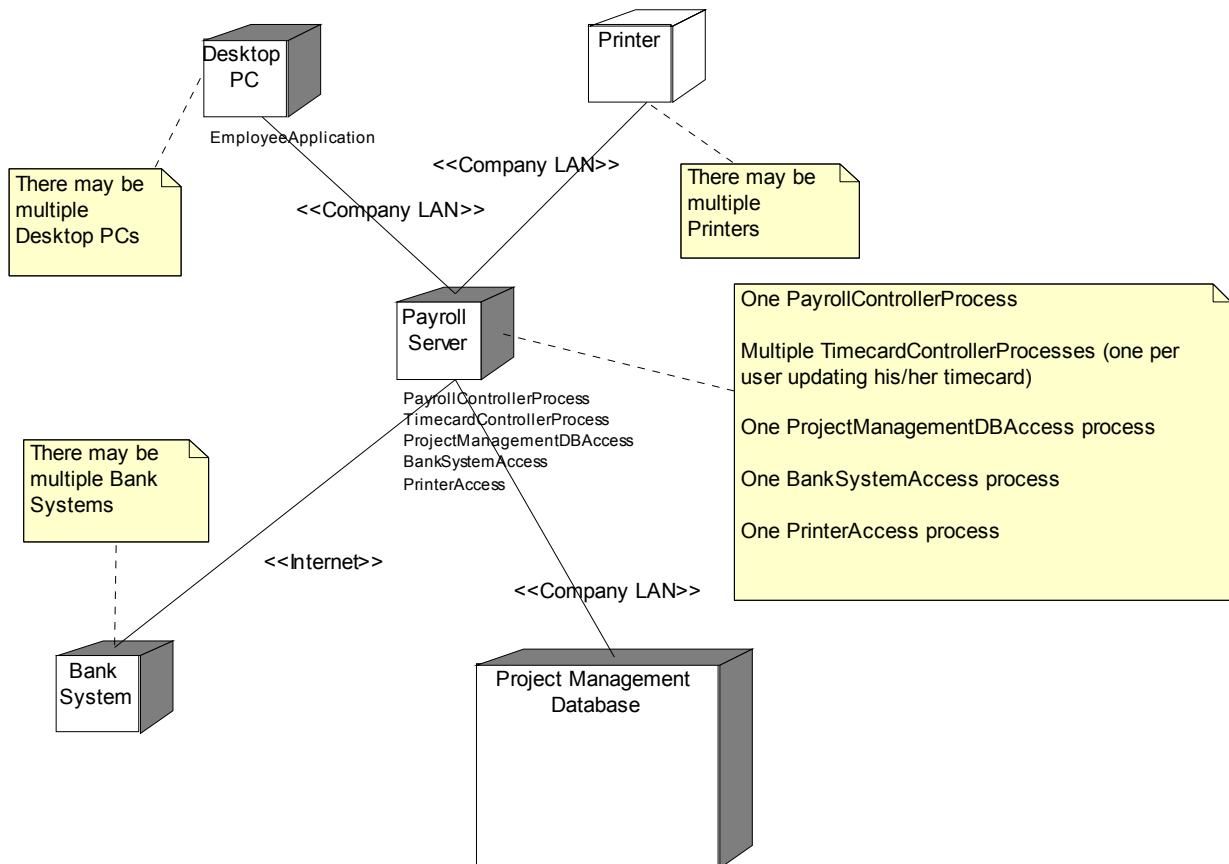 Desktop
PC
Printer
EmployeeApplication
<<Company LAN>>
There may be
multiple
Desktop PCs
There may be
multiple
Printers
<<Company LAN>>
Payroll
Server
One PayrollControllerProcess
Multiple TimecardControllerProcesses (one per
user updating his/her timecard)
One ProjectManagementDBAccess process
One BankSystemAccess process
One PrinterAccess process
PayrollControllerProcess
TimecardControllerProcess
ProjectManagementDBAccess
BankSystemAccess
PrinterAccess
There may be
multiple Bank
Systems
<<Internet>>
<<Company LAN>>
Bank
System
Project Management
Database